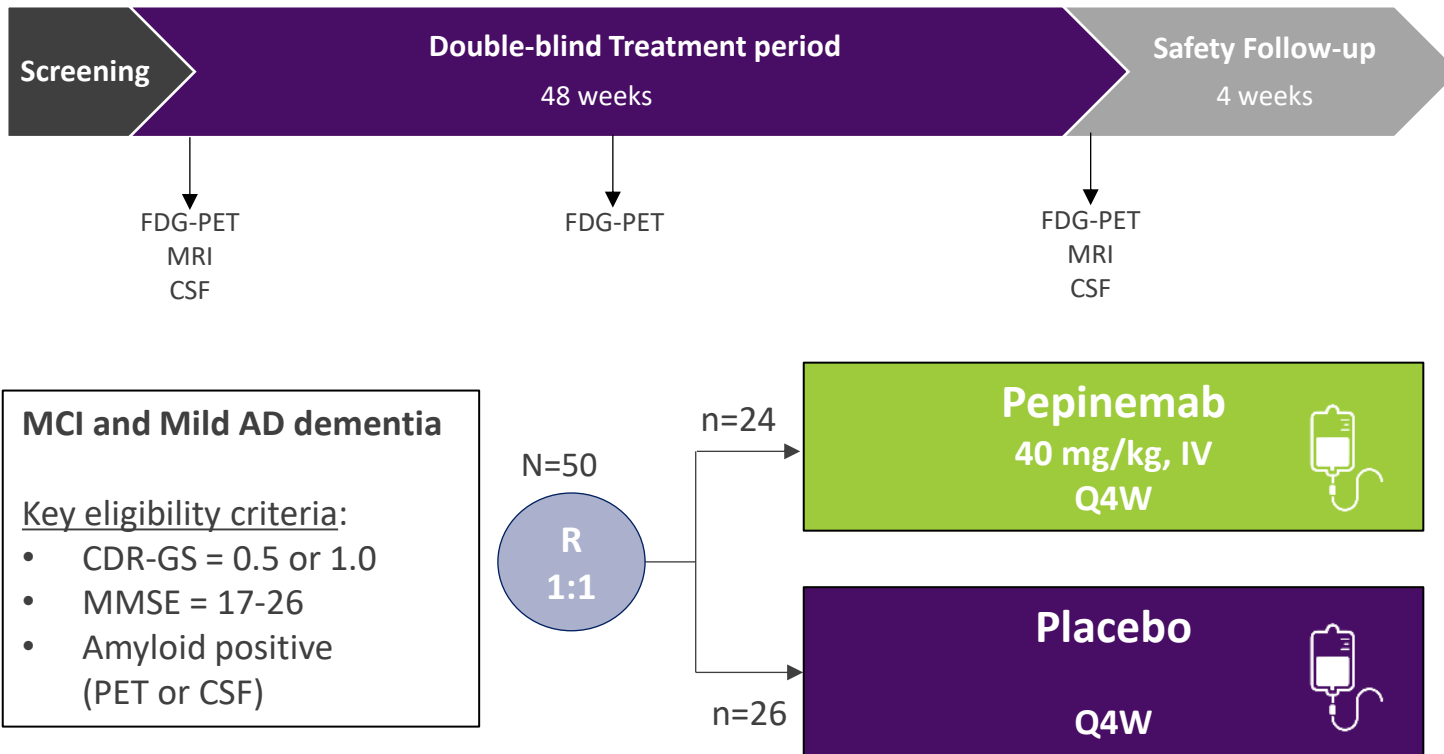 Screening
Double-blind Treatment period
48 weeks
Safety Follow-up
4 weeks
FDG-PET
MRI
CSF
FDG-PET
FDG-PET
MRI
CSF
MCI and Mild AD dementia
Key eligibility criteria:
• CDR-GS = 0.5 or 1.0
• MMSE = 17-26
• Amyloid positive
(PET or CSF)
N=50
R
1:1
n=24
Pepinemab
40 mg/kg, IV
Q4W
n=26
Placebo
Q4W